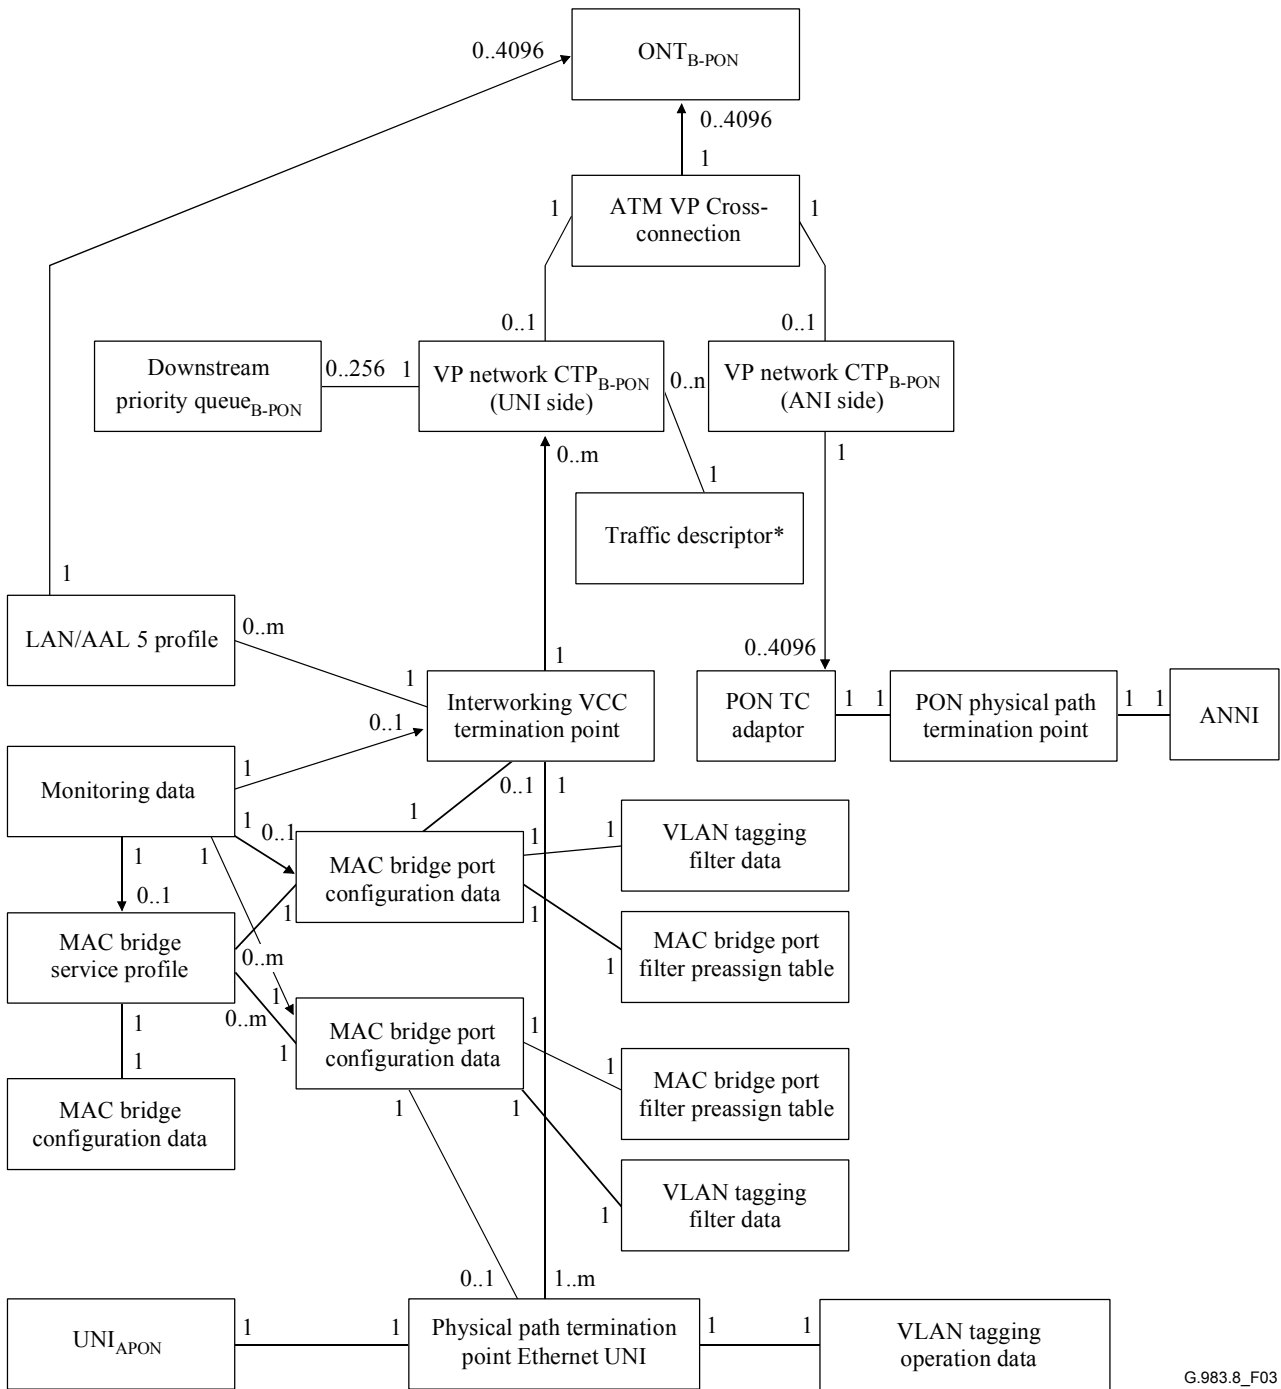 0..4096
ONT B-PON
0..4096
1
1
ATM VP Cross-
connection
1
0..1
0..1
Downstream
priority queue B-PON
0..256
1
VP network CTP B-PON
(UNI side)
0..n
VP network CTP B-PON
(ANI side)
0..m
1
1
Traffic descriptor*
1
LAN/AAL 5 profile
0..m
1
1
0..4096
Interworking VCC
termination point
PON TC
adaptor
1
1
PON physical path
termination point
1
1
ANNI
0..1
Monitoring data
1
1
0..1
0..1
1
1
1
1
0..1
1
MAC bridge port
configuration data
1
1
VLAN tagging
filter data
1
1
MAC bridge port
filter preassign table
1
MAC bridge
service profile
0..m
1
0..m
1
MAC bridge port
configuration data
1
1
MAC bridge port
filter preassign table
1
1
MAC bridge
configuration data
1
1
VLAN tagging
filter data
1
0..1
1..m
UNI APON
1
1
Physical path termination
point Ethernet UNI
1
1
VLAN tagging
operation data
G.983.8_F03